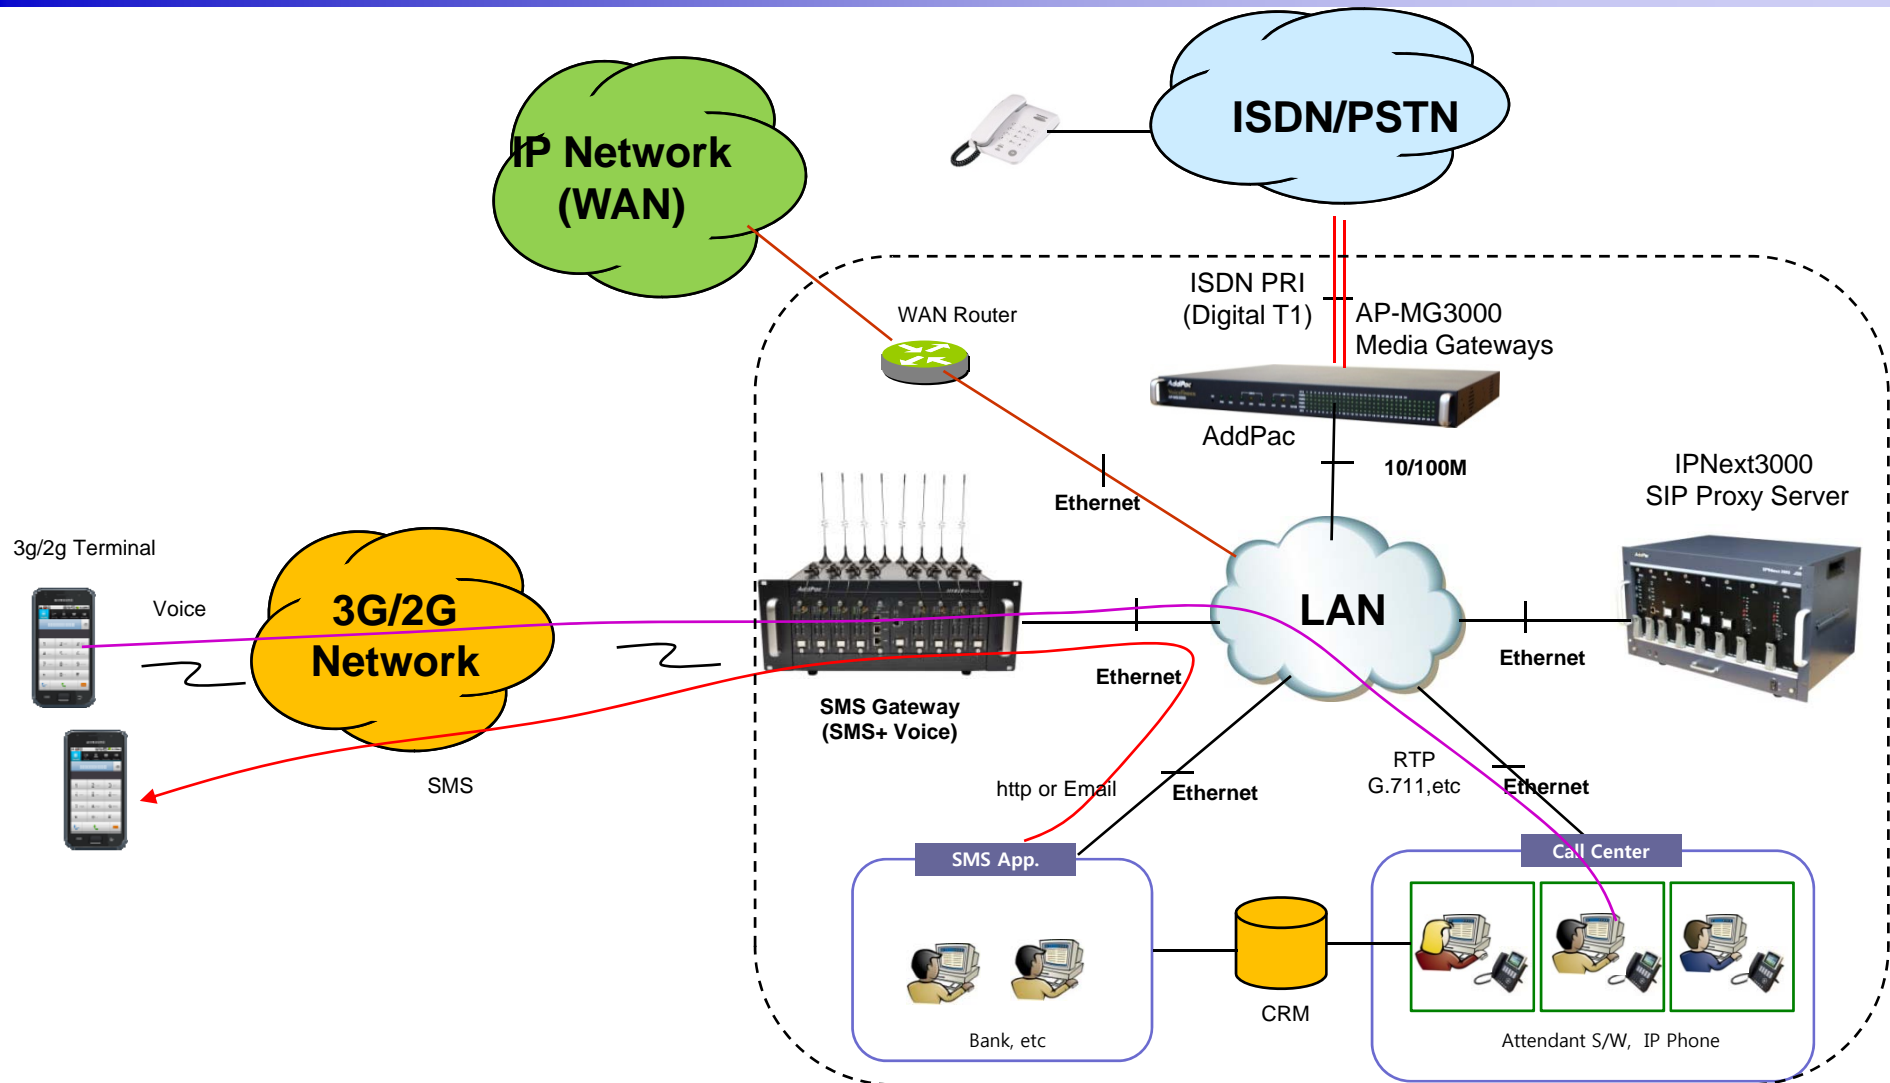 ISDN/PSTN
IP Network
(WAN)
ISDN PRI
(Digital T1)
WAN Router
AP-MG3000
Media Gateways
AddPac
AddPac
10/100M
IPNext3000
SIP Proxy Server
Ethernet
3g/2g Terminal
Voice
3G/2G
Network
AddPac
LAN
Ethernet
Ethernet
SMS Gateway
(SMS+ Voice)
SMS
http or Email
Ethernet
RTP
G.711,etc
Ethernet
SMS App.
Call Center
Bank, etc
CRM
Attendant S/W, IP Phone